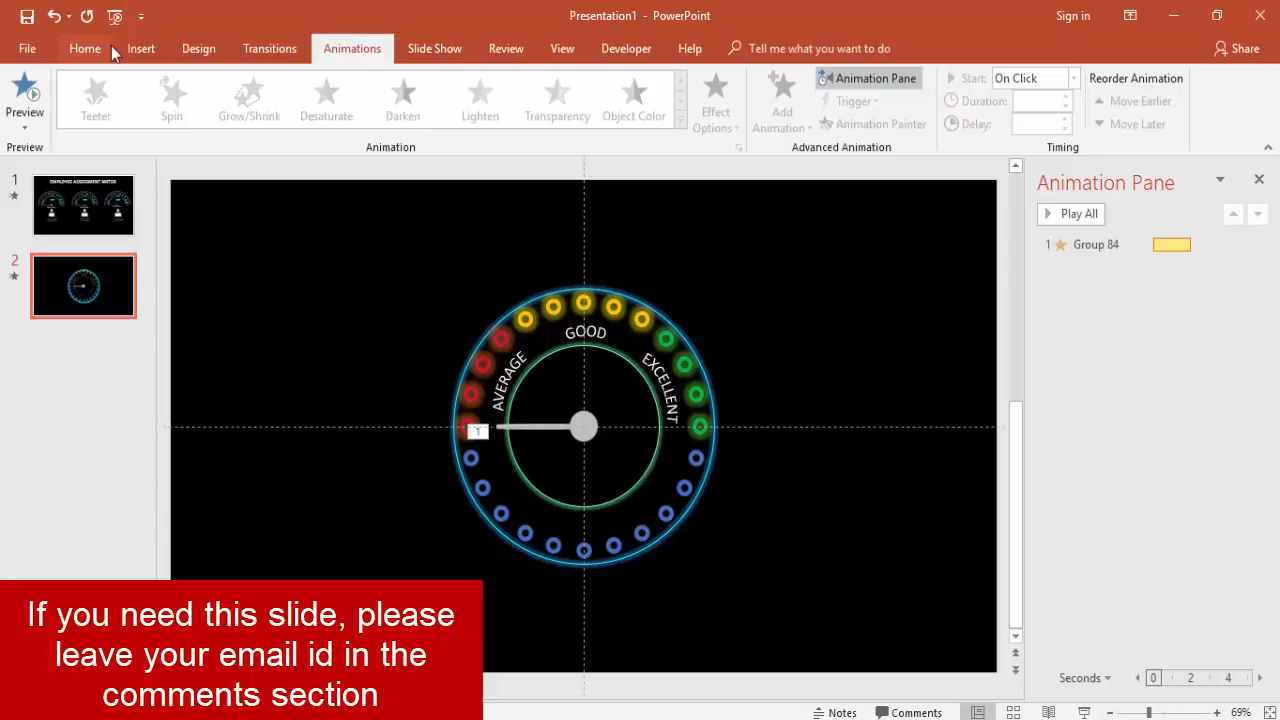 Presentation1 - PowerPoint
Sign in
File Home Insert Design Transitions Animations Slide Show Review View Developer Help Tell me what you want to do Share
Preview
Teeter Spin Grow/Shrink Desaturate Darken Lighten Transparency Object Color
Effect Options
Add Animation
Animation Pane
Trigger
Animation Painter
Start: On Click
Duration:
Delay:
Reorder Animation
Move Earlier
Move Later
Preview Animation Advanced Animation Timing
1
EMPLOYEE ASSESSMENT METER
2
AVERAGE
GOOD
EXCELLENT
1
Animation Pane
Play All
1 Group 84
If you need this slide, please
leave your email id in the
comments section
Seconds 0 2 4
Notes Comments 69%